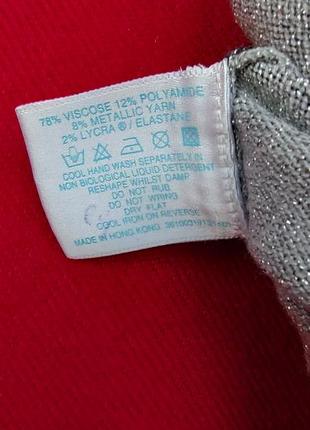 78% VISCOSE 12% POLYAMIDE
8% METALLIC YARN
2% LYCRA ® / ELASTANE
COOL HAND WASH SEPARATELY IN
NON BIOLOGICAL LIQUID DETERGENT
RESHAPE WHILST DAMP
DO NOT RUB
DO NOT WRING
DRY FLAT
COOL IRON ON REVERSE
MADE IN HONG KONG